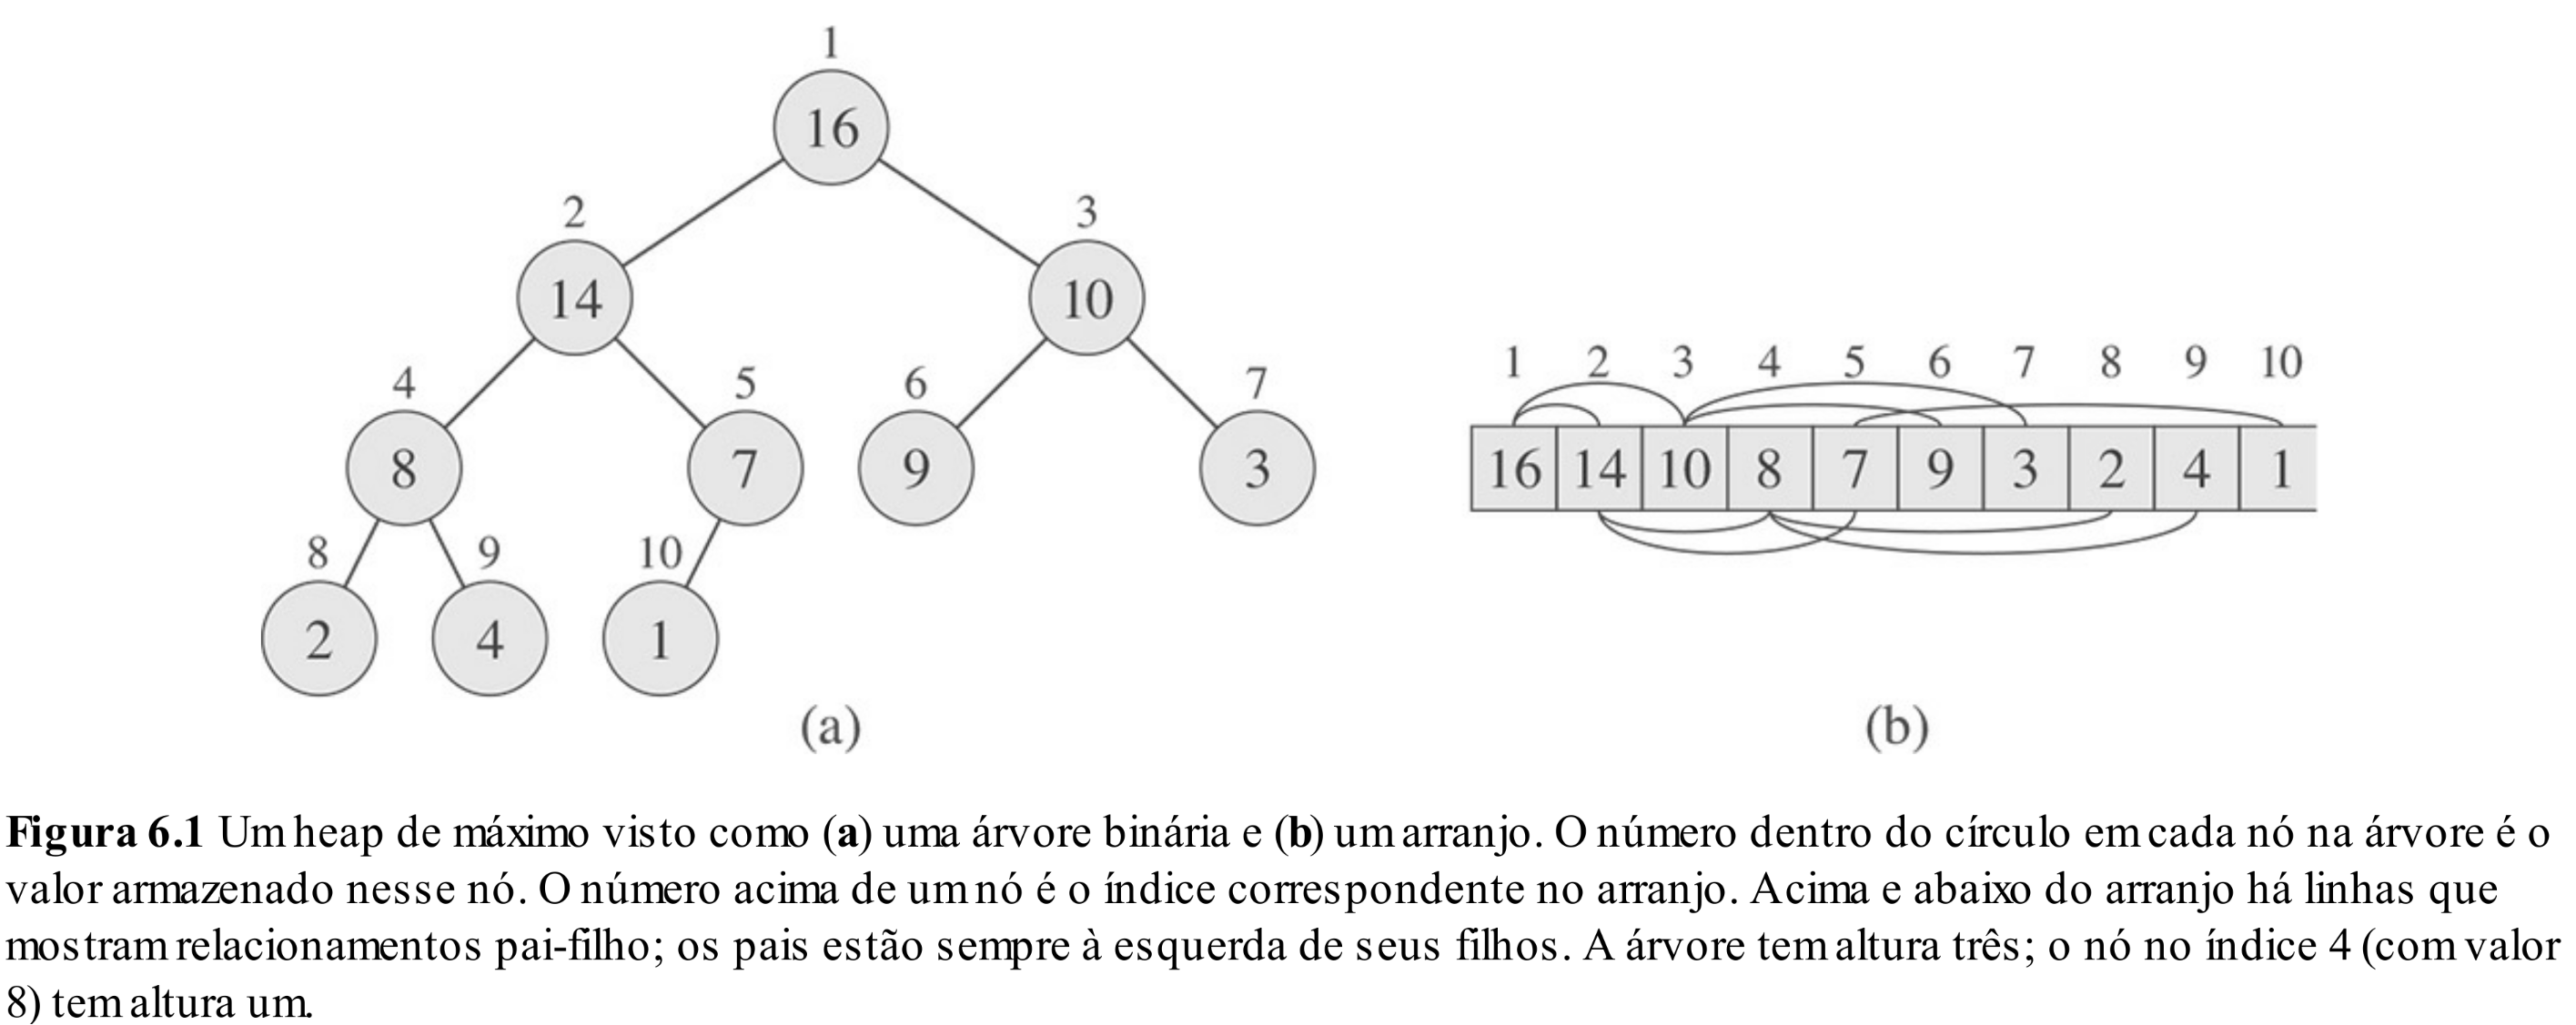 1
16
2 3
14 10
4 5 6 7
8 7 9 3
8 9 10
2 4 1
(a)
1 2 3 4 5 6 7 8 9 10
16 14 10 8 7 9 3 2 4 1
(b)
Figura 6.1 Um heap de máximo visto como (a) uma árvore binária e (b) um arranjo. O número dentro do círculo em cada nó na árvore é o
valor armazenado nesse nó. O número acima de um nó é o índice correspondente no arranjo. Acima e abaixo do arranjo há linhas que
mostram relacionamentos pai-filho; os pais estão sempre à esquerda de seus filhos. A árvore tem altura três; o nó no índice 4 (com valor
8) tem altura um.